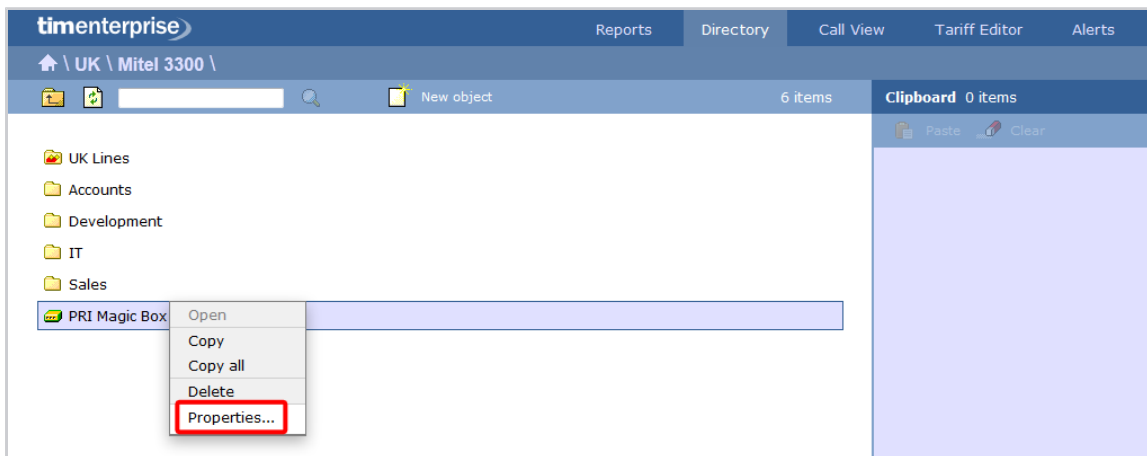 timenterprise
Reports Directory Call View Tariff Editor Alerts
\ UK \ Mitel 3300 \
New object 6 items Clipboard 0 items
Paste Clear
UK Lines
Accounts
Development
IT
Sales
PRI Magic Box Open
Copy
Copy all
Delete
Properties...